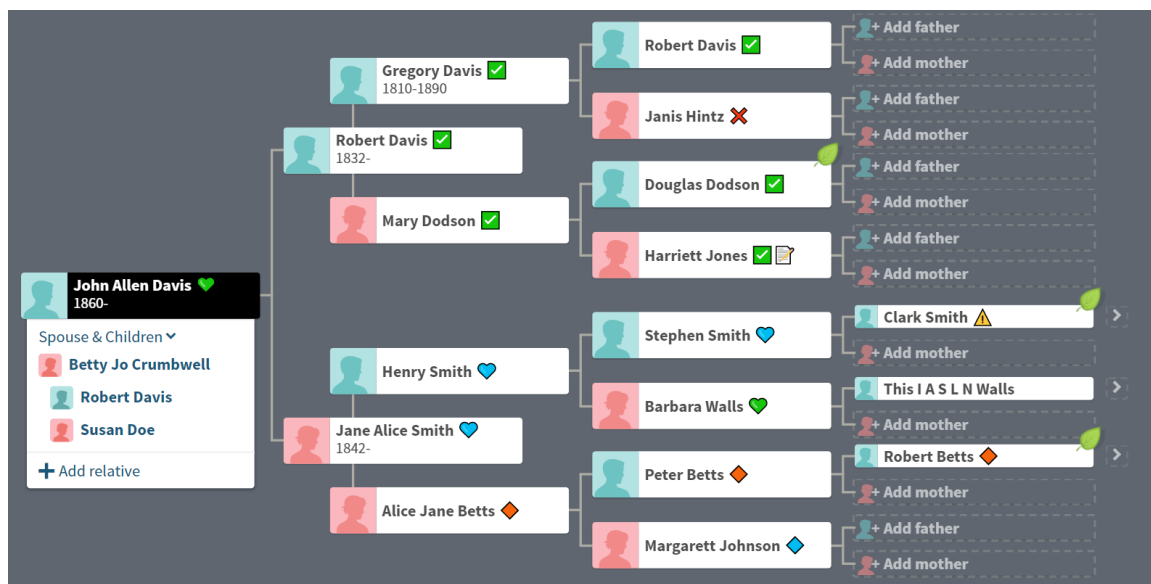 Robert Davis ✅
Add father
Add mother
Gregory Davis ✅
1810-1890
Janis Hintz ❌
Add father
Add mother
Robert Davis ✅
1832-
Douglas Dodson ✅
Add father
Add mother
Mary Dodson ✅
Harriett Jones ✅📝
Add father
Add mother
John Allen Davis 💚
1860-
Spouse & Children
Betty Jo Crumbwell
Robert Davis
Susan Doe
+ Add relative
Stephen Smith 💙
Clark Smith ⚠
Add mother
Henry Smith 💙
Barbara Walls 💚
This I A S L N Walls
Add mother
Jane Alice Smith 💙
1842-
Peter Betts 🔶
Robert Betts 🔶
Add mother
Alice Jane Betts 🔶
Margarett Johnson 🔷
Add father
Add mother